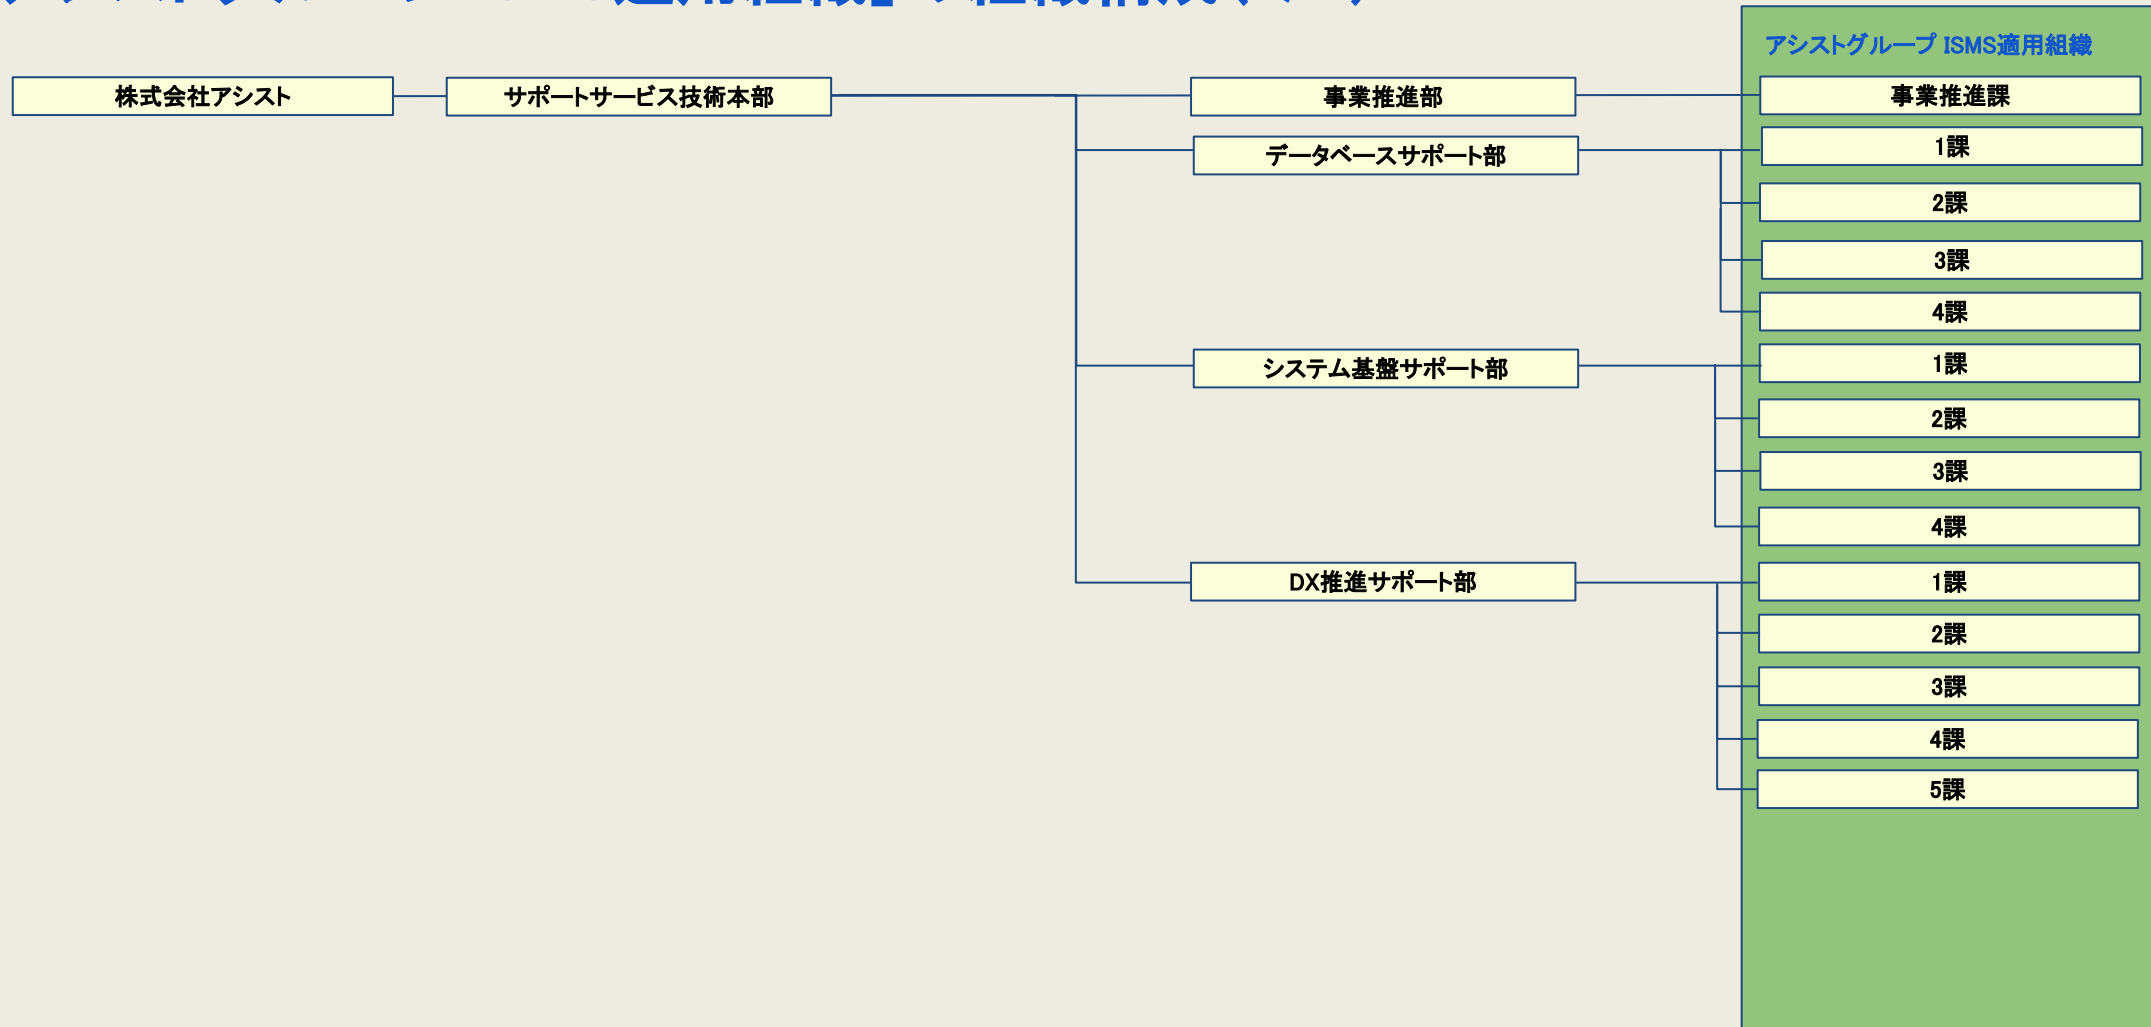 アシストグループ ISMS適用組織
株式会社アシスト
サポートサービス技術本部
事業推進部
事業推進課
データベースサポート部
1課
2課
3課
4課
システム基盤サポート部
1課
2課
3課
4課
DX推進サポート部
1課
2課
3課
4課
5課